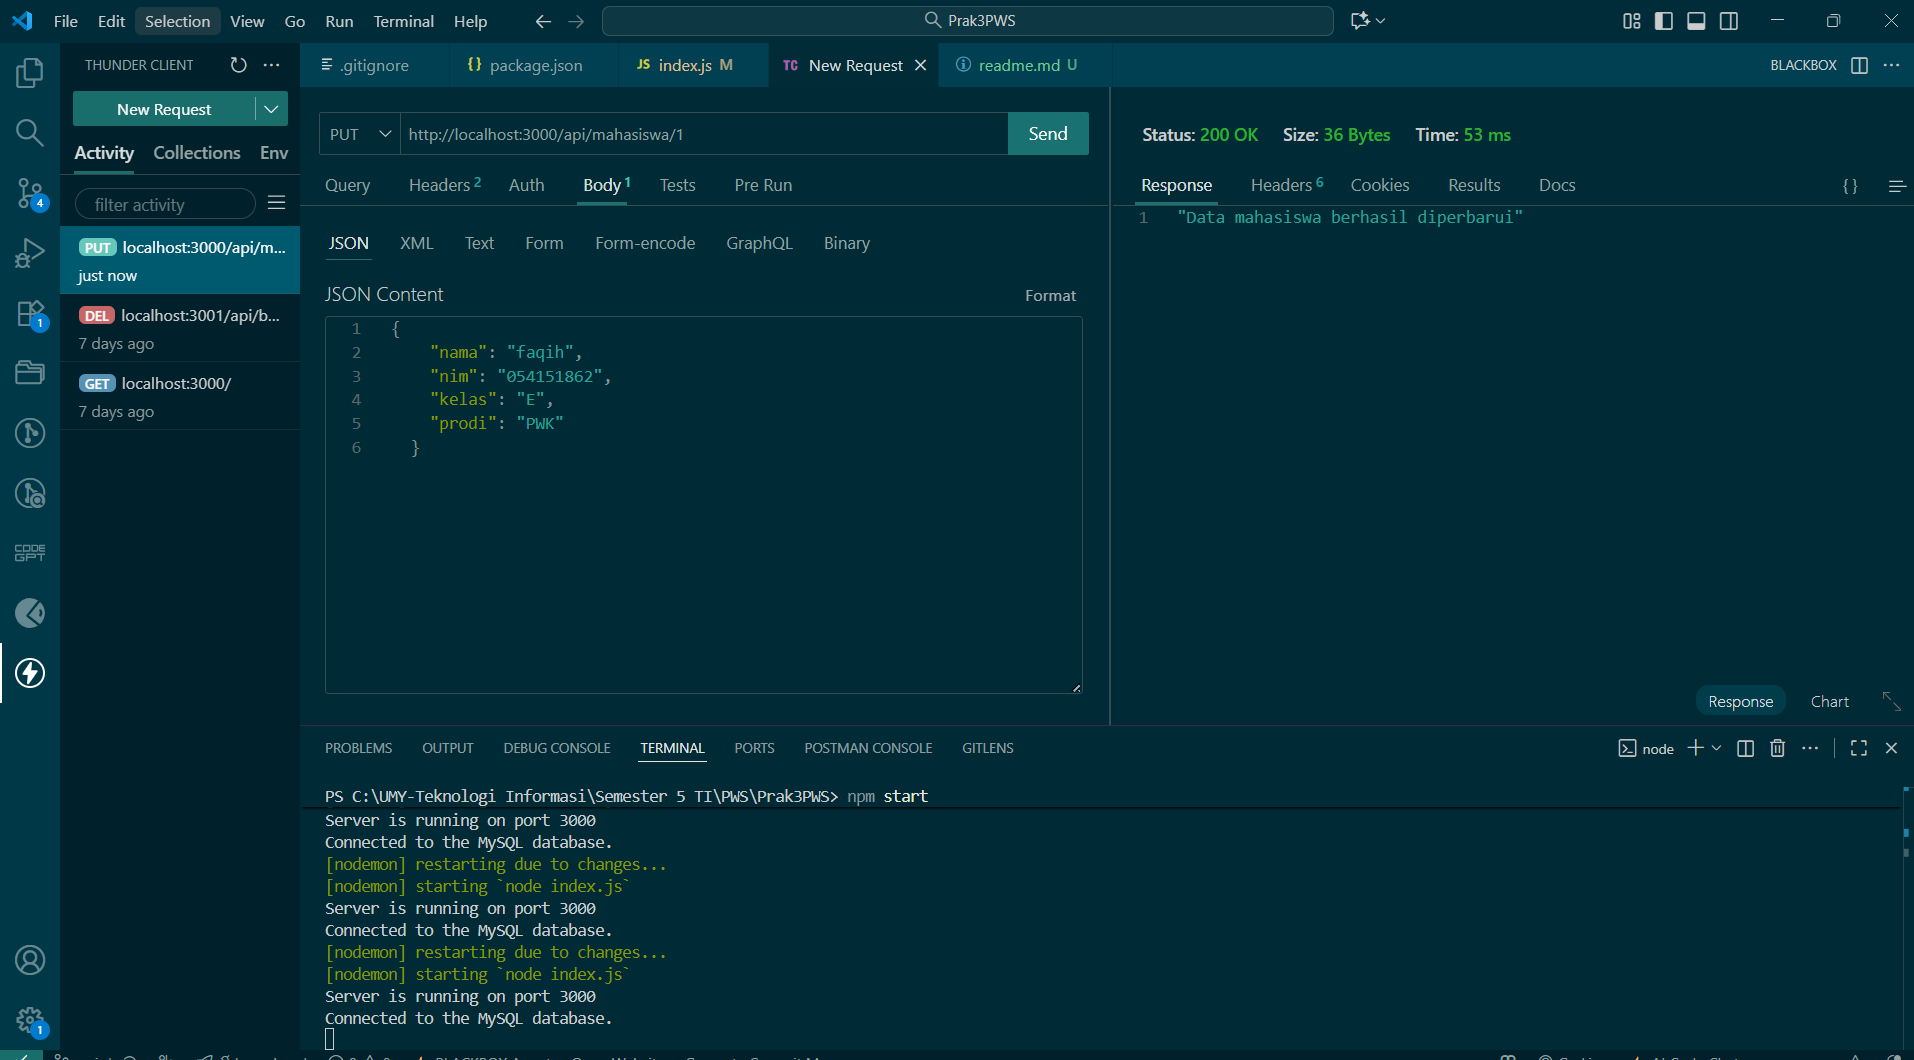 File Edit Selection View Go Run Terminal Help
Prak3PWS
THUNDER CLIENT
New Request
Activity Collections Env
filter activity
PUT localhost:3000/api/m...
just now
DEL localhost:3001/api/b...
7 days ago
GET localhost:3000/
7 days ago
.gitignore
{} package.json
JS index.js M
TC New Request
readme.md U
BLACKBOX
PUT http://localhost:3000/api/mahasiswa/1 Send
Query Headers 2 Auth Body 1 Tests Pre Run
JSON XML Text Form Form-encode GraphQL Binary
JSON Content Format
1 {
2 "nama": "faqih",
3 "nim": "054151862",
4 "kelas": "E",
5 "prodi": "PWK"
6 }
Status: 200 OK Size: 36 Bytes Time: 53 ms
Response Headers 6 Cookies Results Docs { }
1 "Data mahasiswa berhasil diperbarui"
Response Chart
PROBLEMS OUTPUT DEBUG CONSOLE TERMINAL PORTS POSTMAN CONSOLE GITLENS
node
PS C:\UMY-Teknologi Informasi\Semester 5 TI\PWS\Prak3PWS> npm start
Server is running on port 3000
Connected to the MySQL database.
[nodemon] restarting due to changes...
[nodemon] starting `node index.js`
Server is running on port 3000
Connected to the MySQL database.
[nodemon] restarting due to changes...
[nodemon] starting `node index.js`
Server is running on port 3000
Connected to the MySQL database.
4
1
CODE
GPT
1